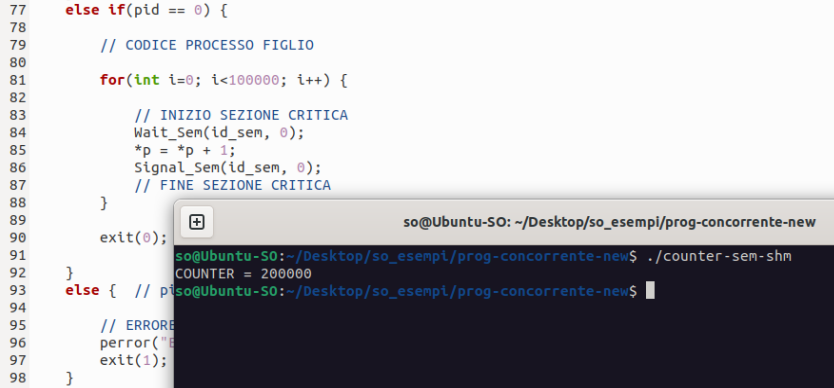 77 else if(pid == 0) {
78
79 // CODICE PROCESSO FIGLIO
80
81 for(int i=0; i<100000; i++) {
82
83 // INIZIO SEZIONE CRITICA
84 Wait_Sem(id_sem, 0);
85 *p = *p + 1;
86 Signal_Sem(id_sem, 0);
87 // FINE SEZIONE CRITICA
88 }
89
90 exit(0);
91
92 }
93 else { // pi
94
95 // ERRORE
96 perror("E
97 exit(1);
98 }
so@Ubuntu-SO: ~/Desktop/so_esempi/prog-concorrente-new
so@Ubuntu-SO:~/Desktop/so_esempi/prog-concorrente-new$ ./counter-sem-shm
COUNTER = 200000
so@Ubuntu-SO:~/Desktop/so_esempi/prog-concorrente-new$